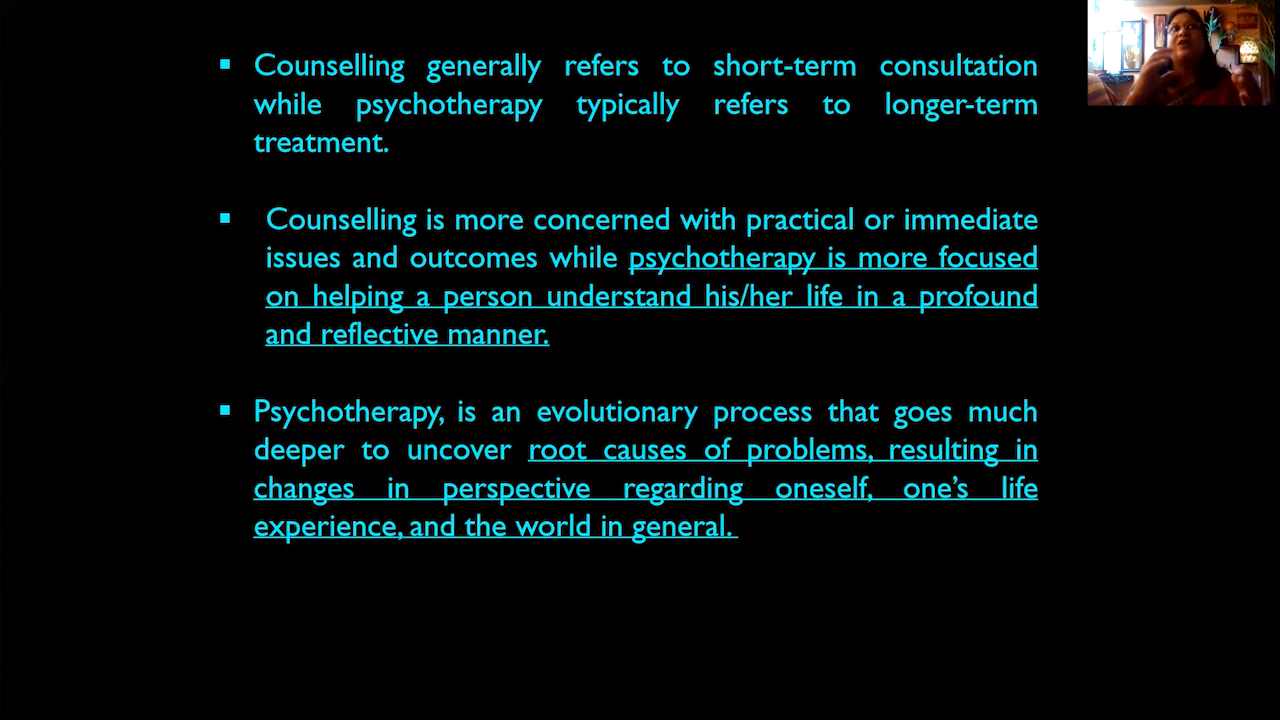 ▪ Counselling generally refers to short-term consultation
while psychotherapy typically refers to longer-term
treatment.
▪ Counselling is more concerned with practical or immediate
issues and outcomes while psychotherapy is more focused
on helping a person understand his/her life in a profound
and reflective manner.
▪ Psychotherapy, is an evolutionary process that goes much
deeper to uncover root causes of problems, resulting in
changes in perspective regarding oneself, one’s life
experience, and the world in general.